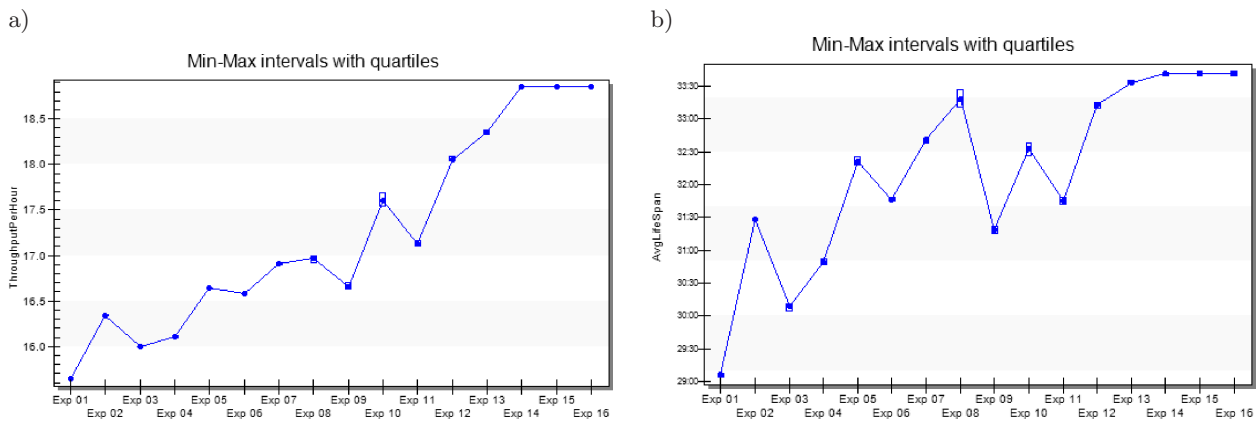 a)
Min-Max intervals with quartiles
ThroughputPerHour
18.5
18.0
17.5
17.0
16.5
16.0
Exp 01 Exp 03 Exp 05 Exp 07 Exp 09 Exp 11 Exp 13 Exp 15
Exp 02 Exp 04 Exp 06 Exp 08 Exp 10 Exp 12 Exp 14 Exp 16
b)
Min-Max intervals with quartiles
AvgLifeSpan
33:30
33:00
32:30
32:00
31:30
31:00
30:30
30:00
29:30
29:00
Exp 01 Exp 03 Exp 05 Exp 07 Exp 09 Exp 11 Exp 13 Exp 15
Exp 02 Exp 04 Exp 06 Exp 08 Exp 10 Exp 12 Exp 14 Exp 16